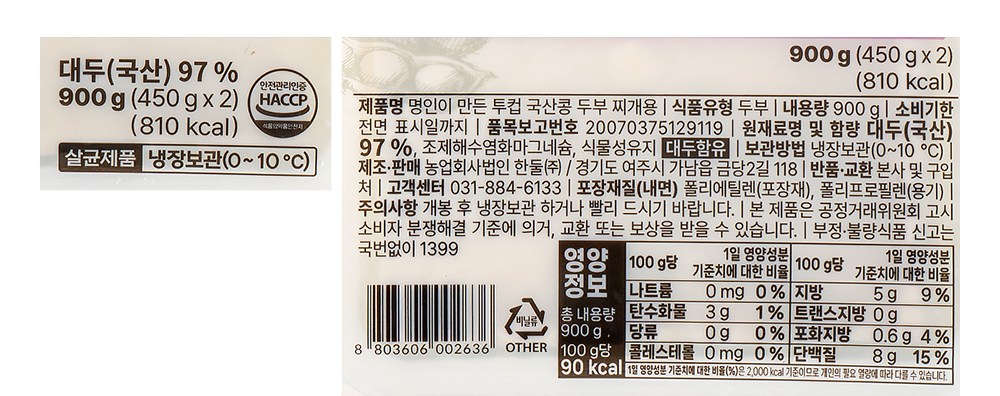 대두(국산) 97 %
900 g (450 g x 2)
(810 kcal)
안전관리인증
HACCP
식품의약품안전처
살균제품 냉장보관(0~10 ℃)
900 g (450 g x 2)
(810 kcal)
제품명 명인이 만든 투컵 국산콩 두부 찌개용 | 식품유형 두부 | 내용량 900 g | 소비기한
전면 표시일까지 | 품목보고번호 20070375129119 | 원재료명 및 함량 대두(국산)
97 %, 조제해수염화마그네슘, 식물성유지 대두함유 | 보관방법 냉장보관(0~10 ℃) |
제조·판매 농업회사법인 한둘㈜ / 경기도 여주시 가남읍 금당2길 118 | 반품·교환 본사 및 구입
처 | 고객센터 031-884-6133 | 포장재질(내면) 폴리에틸렌(포장재), 폴리프로필렌(용기) |
주의사항 개봉 후 냉장보관 하거나 빨리 드시기 바랍니다. | 본 제품은 공정거래위원회 고시
소비자 분쟁해결 기준에 의거, 교환 또는 보상을 받을 수 있습니다. | 부정·불량식품 신고는
국번없이 1399
영양
정보
총 내용량
900 g
100 g당
90 kcal
100 g당 1일 영양성분 기준치에 대한 비율 100 g당 1일 영양성분 기준치에 대한 비율
나트륨 0 mg 0 % 지방 5 g 9 %
탄수화물 3 g 1 % 트랜스지방 0 g
당류 0 g 0 % 포화지방 0.6 g 4 %
콜레스테롤 0 mg 0 % 단백질 8 g 15 %
1일 영양성분 기준치에 대한 비율(%)은 2,000 kcal 기준이므로 개인의 필요 열량에 따라 다를 수 있습니다.
비닐류
OTHER
8 803606 002636